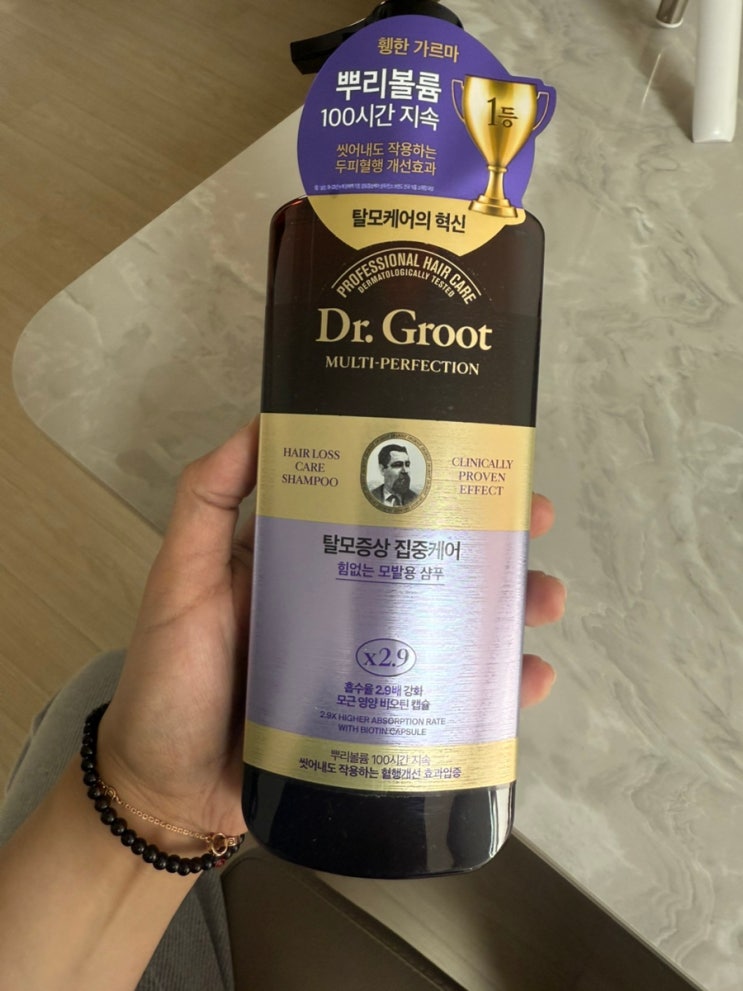 휑한 가르마
뿌리볼륨
100시간 지속
1등
씻어내도 작용하는
두피혈행 개선효과
탈모케어의 혁신
PROFESSIONAL HAIR CARE
DERMATOLOGICALLY TESTED
Dr. Groot
MULTI-PERFECTION
HAIR LOSS
CARE
SHAMPOO
CLINICALLY
PROVEN
EFFECT
탈모증상 집중케어
힘없는 모발용 샴푸
x2.9
흡수율 2.9배 강화
모근 영양 비오틴 캡슐
2.9X HIGHER ABSORPTION RATE
WITH BIOTIN CAPSULE
뿌리볼륨 100시간 지속
씻어내도 작용하는 혈행개선 효과입증